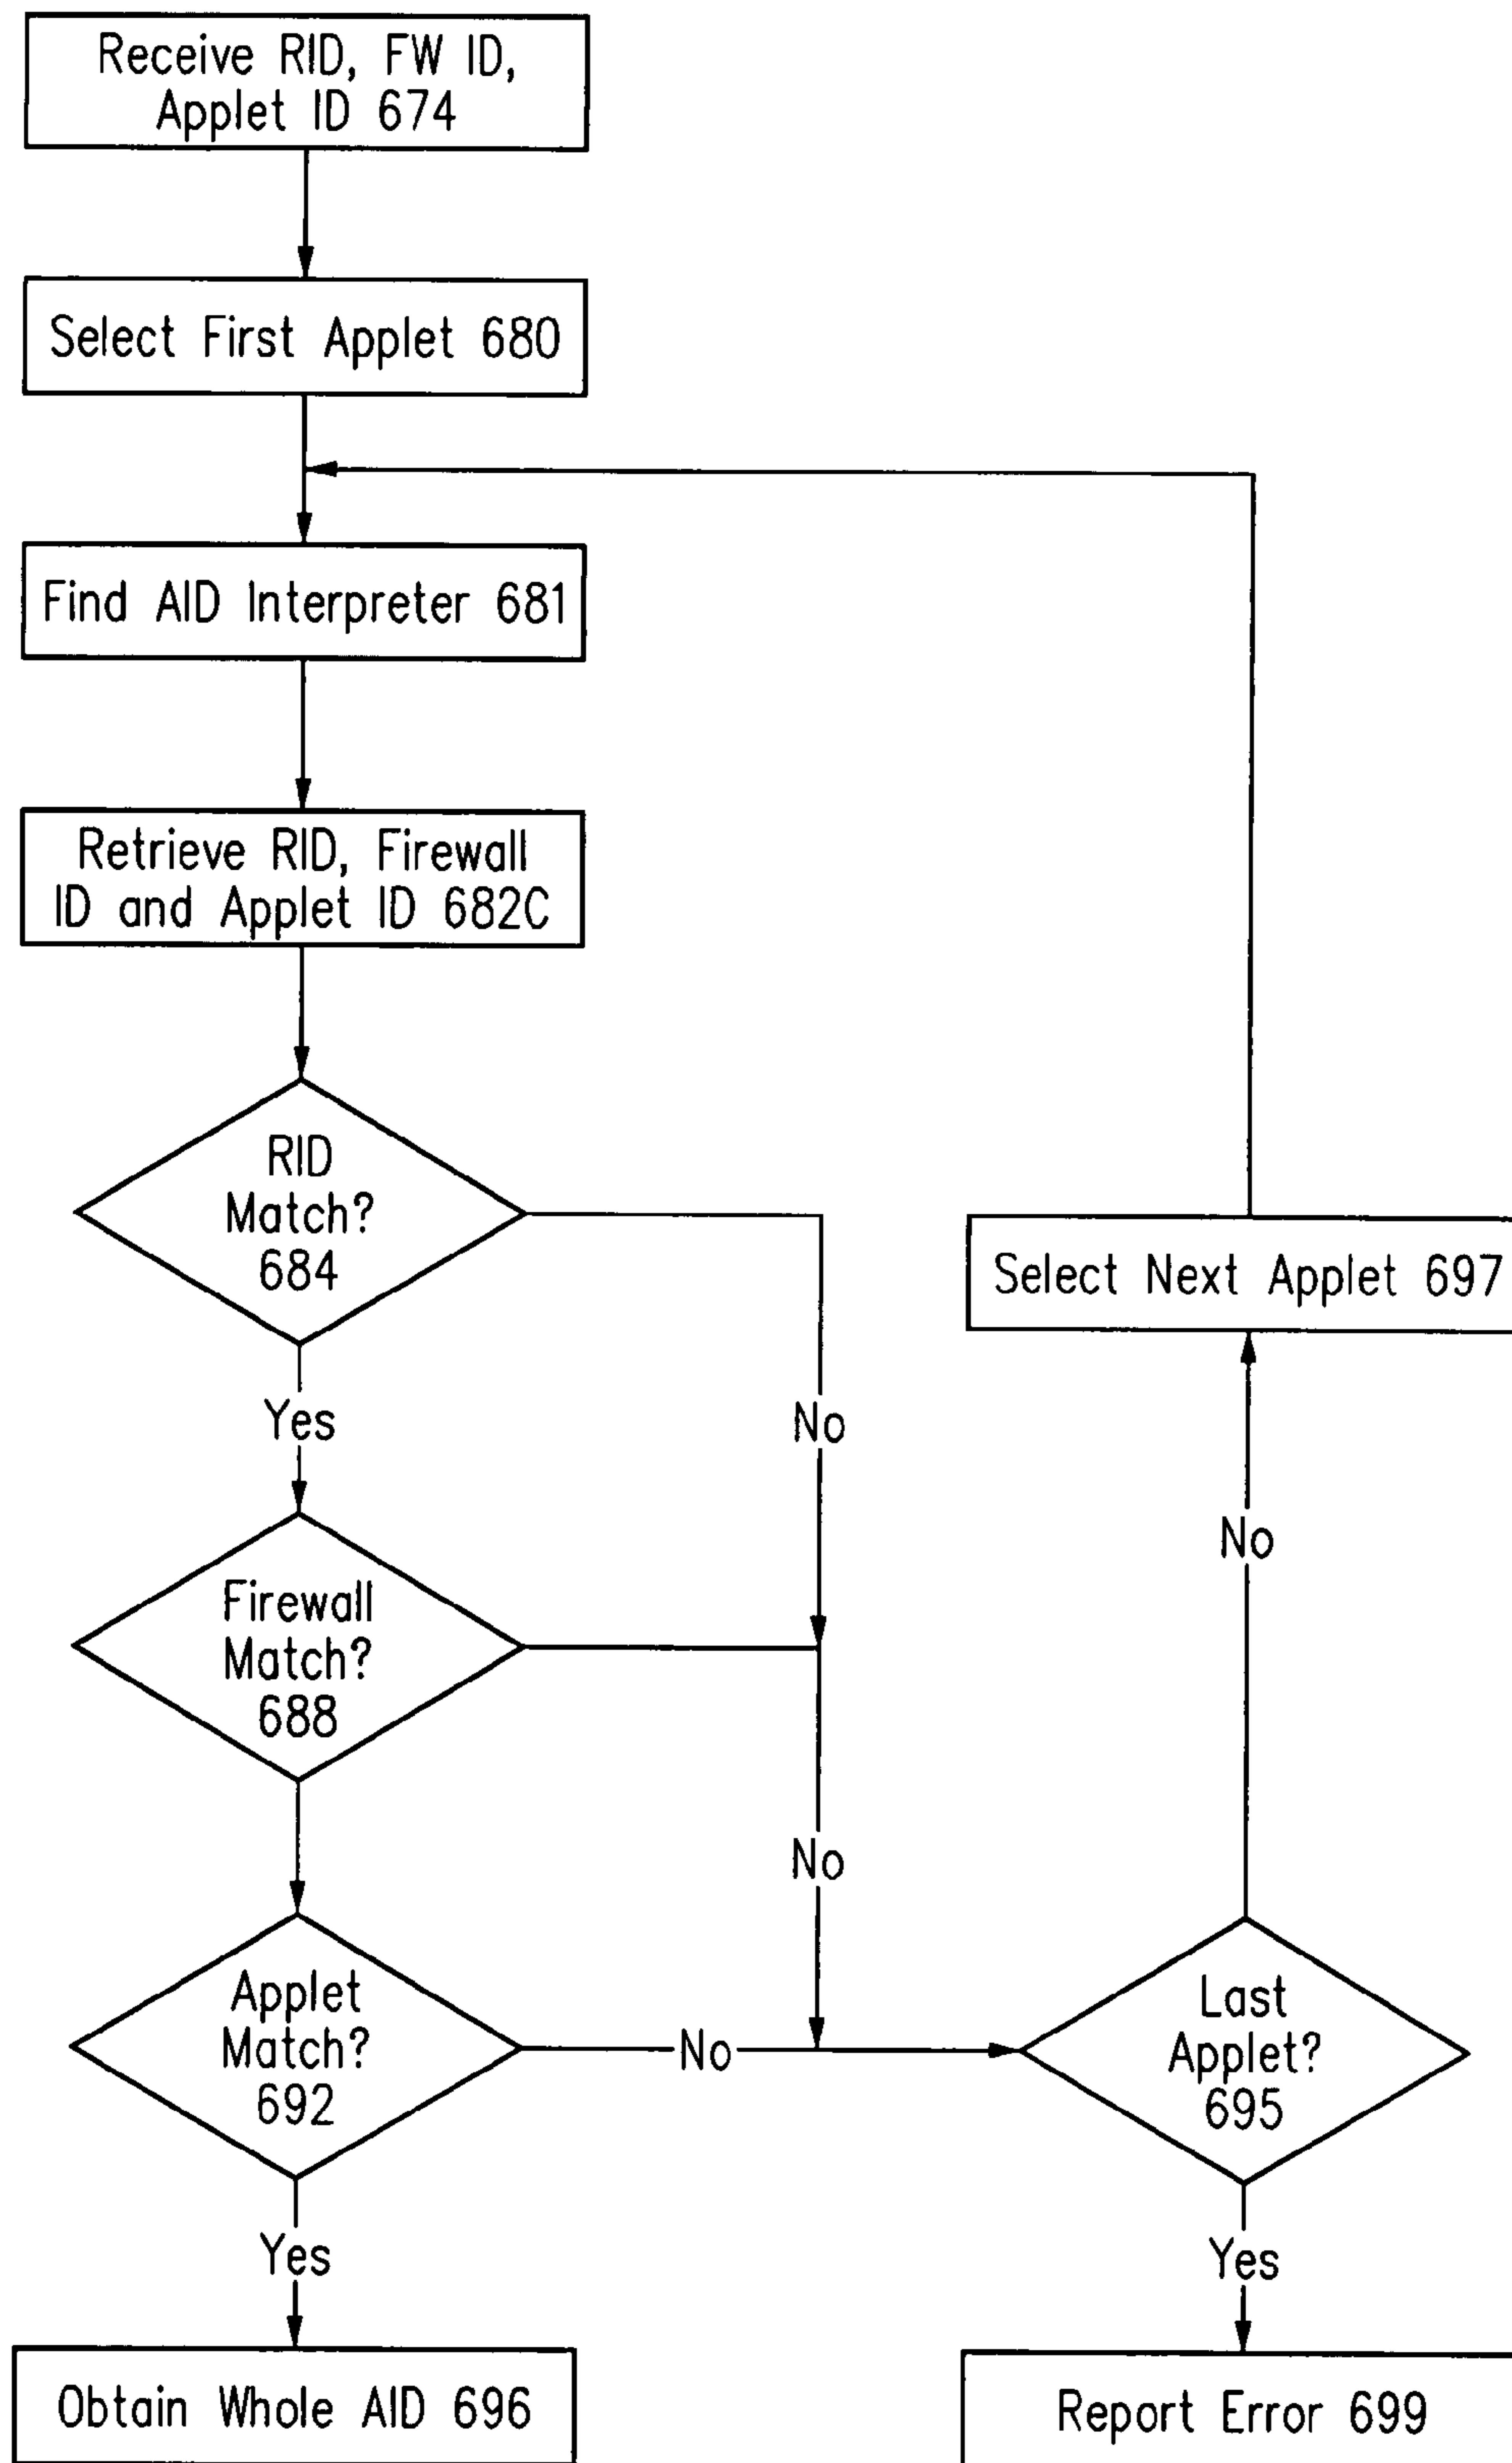 Receive RID, FW ID,
Applet ID 674
Select First Applet 680
Find AID Interpreter 681
Retrieve RID, Firewall
ID and Applet ID 682C
RID
Match?
684
Select Next Applet 697
Yes
No
No
Firewall
Match?
688
No
Applet
Match?
692
No
Last
Applet?
695
Yes
Yes
Obtain Whole AID 696
Report Error 699